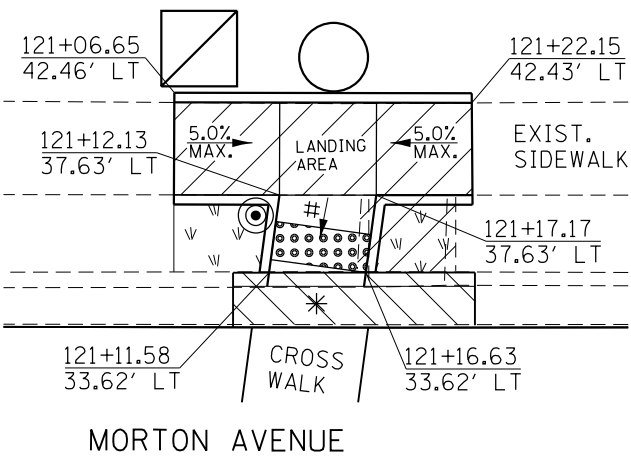 121+06.65
42.46' LT
121+22.15
42.43' LT
121+12.13
37.63' LT
5.0%
MAX.
LANDING
AREA
5.0%
MAX.
EXIST.
SIDEWALK
#
121+17.17
37.63' LT
*
121+11.58
33.62' LT
CROSS
WALK
121+16.63
33.62' LT
MORTON AVENUE